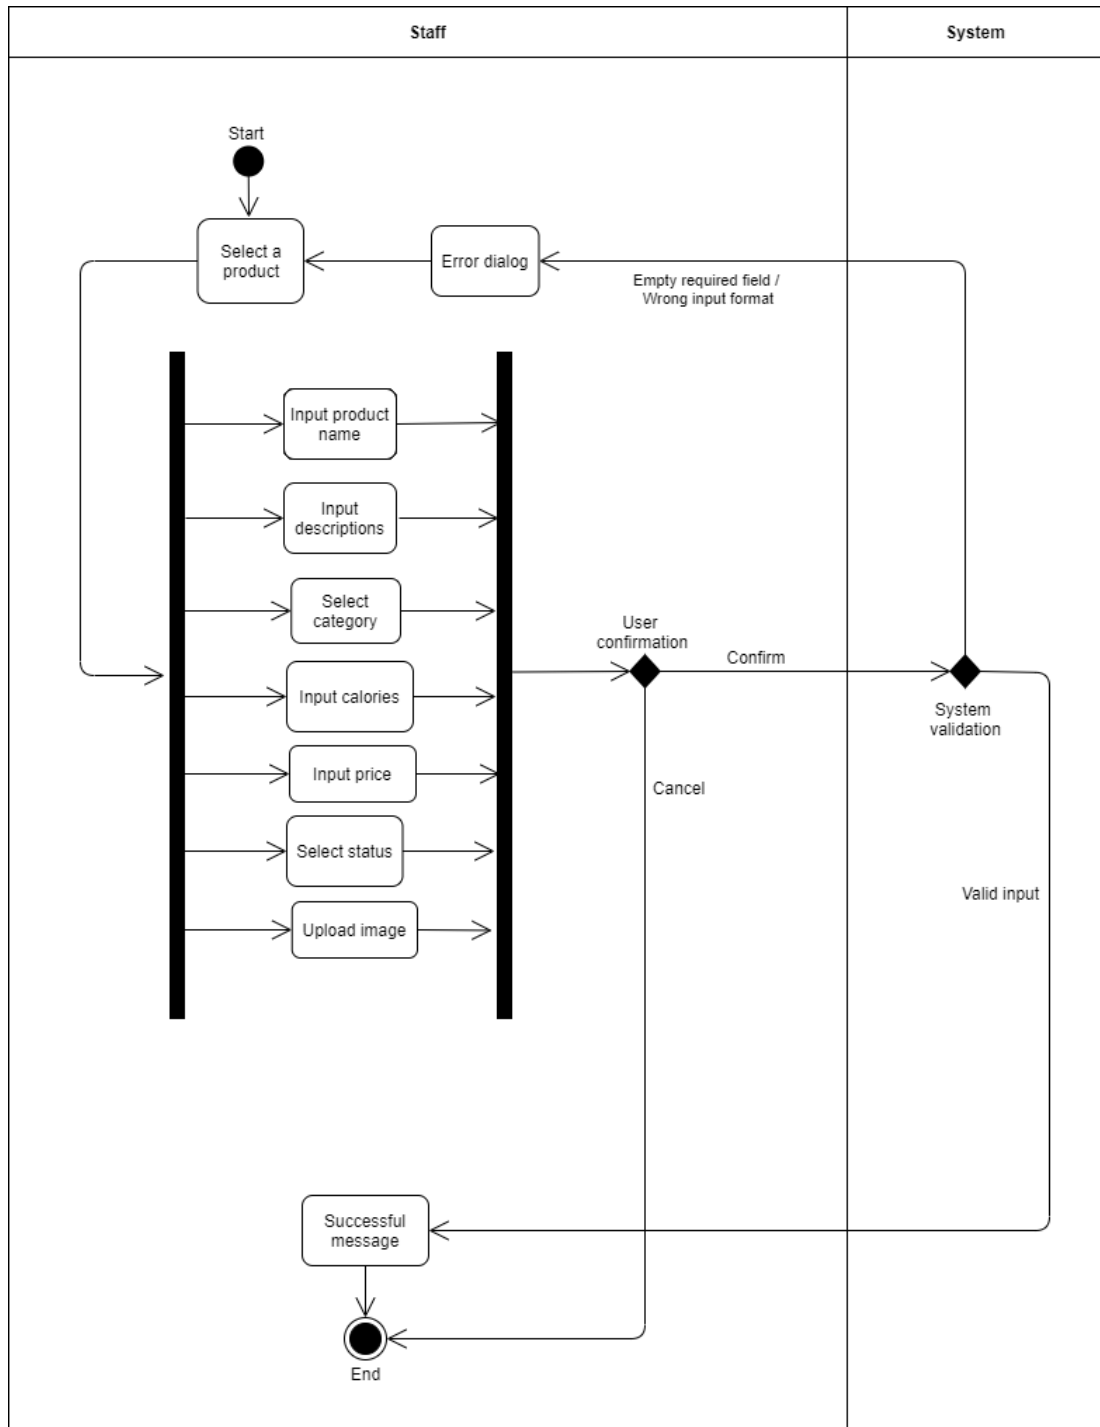 Staff
System
Start
Select a
product
Error dialog
Empty required field /
Wrong input format
Input product
name
Input
descriptions
Select
category
User
confirmation
Confirm
Input calories
System
validation
Input price
Cancel
Select status
Valid input
Upload image
Successful
message
End